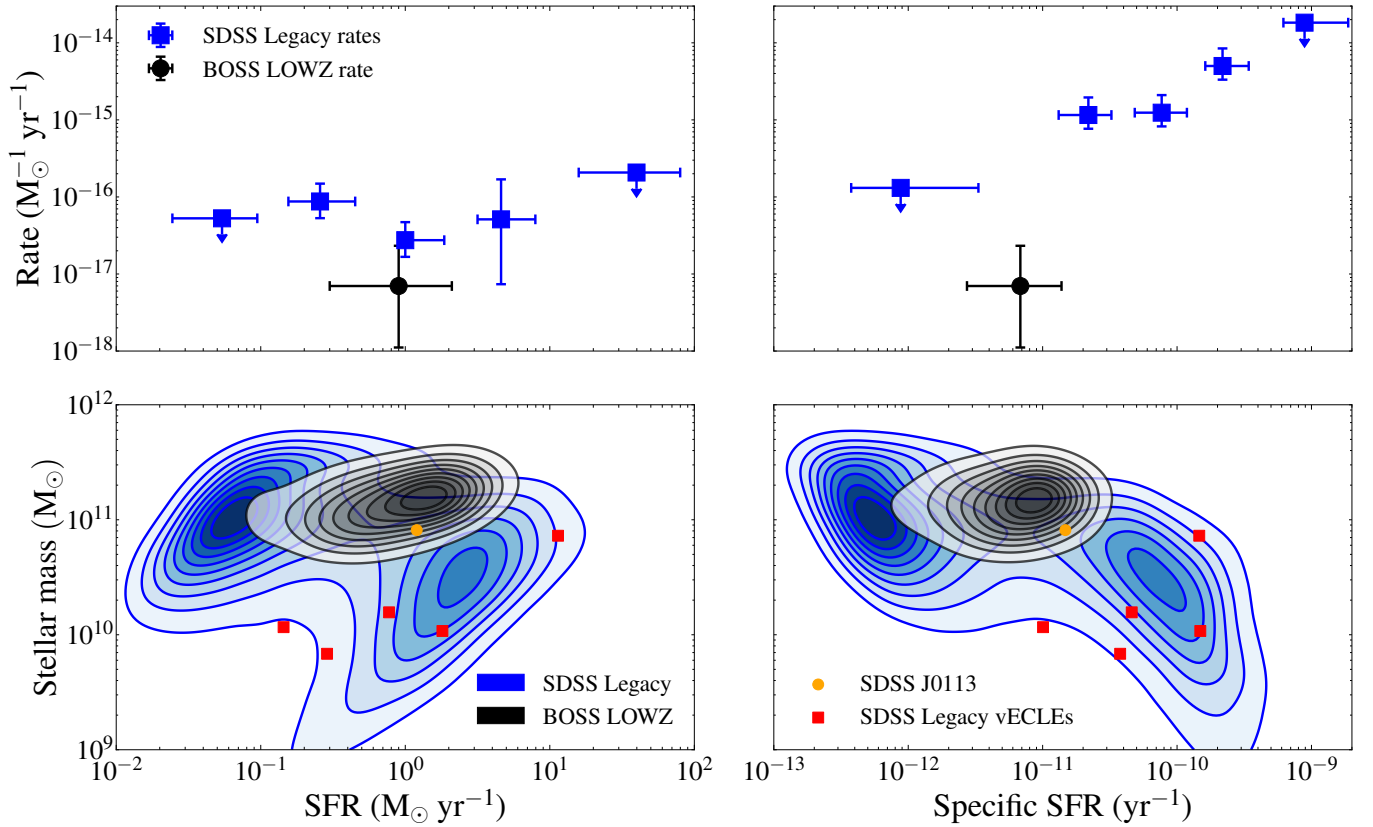 SDSS Legacy rates
BOSS LOWZ rate
Rate (M⊙⁻¹ yr⁻¹)
10⁻¹⁴
10⁻¹⁵
10⁻¹⁶
10⁻¹⁷
10⁻¹⁸
Stellar mass (M⊙)
10¹²
10¹¹
10¹⁰
10⁹
SDSS Legacy
BOSS LOWZ
10⁻² 10⁻¹ 10⁰ 10¹ 10²
SFR (M⊙ yr⁻¹)
SDSS J0113
SDSS Legacy vECLEs
10⁻¹³ 10⁻¹² 10⁻¹¹ 10⁻¹⁰ 10⁻⁹
Specific SFR (yr⁻¹)